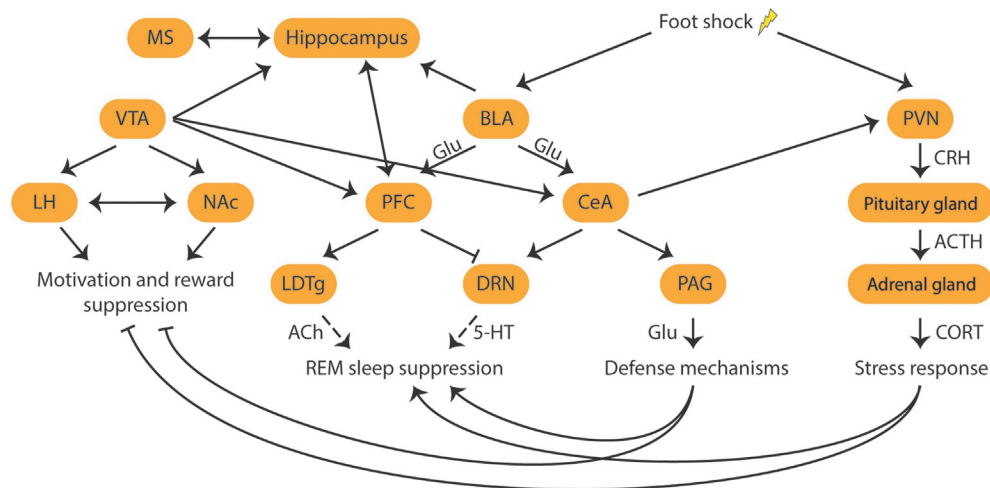 Foot shock
MS
Hippocampus
VTA
BLA
PVN
Glu
Glu
CRH
LH
NAc
PFC
CeA
Pituitary gland
ACTH
Motivation and reward
suppression
LDTg
DRN
PAG
Adrenal gland
ACh
5-HT
Glu
CORT
REM sleep suppression
Defense mechanisms
Stress response